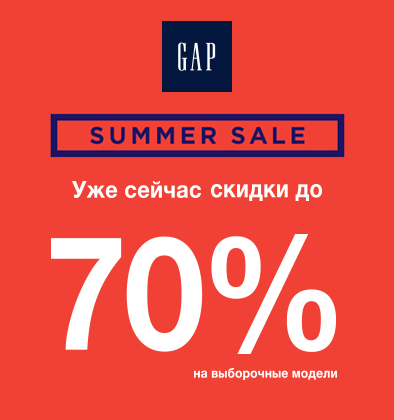 GAP
SUMMER SALE
Уже сейчас скидки до
70%
на выборочные модели